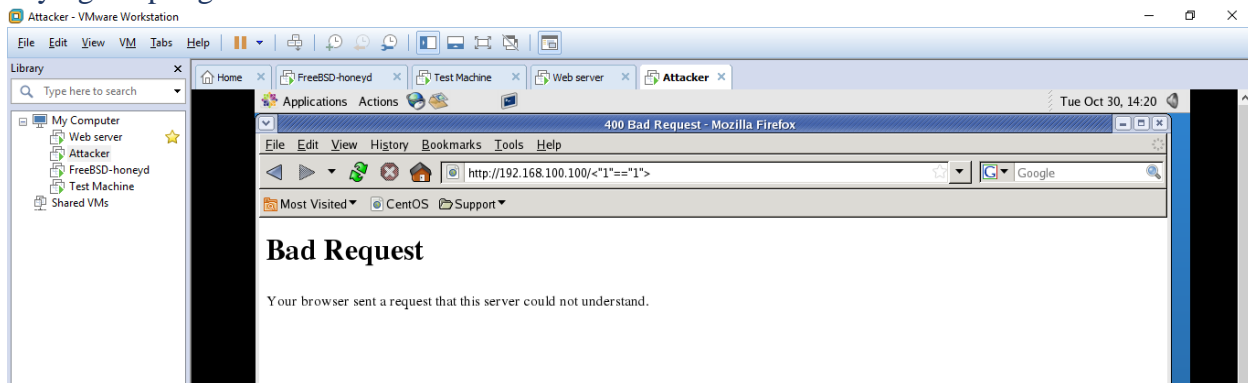 Attacker - VMware Workstation
File Edit View VM Tabs Help
Library
Home FreeBSD-honeyd Test Machine Web server Attacker
Type here to search
Applications Actions Tue Oct 30, 14:20
My Computer
Web server
Attacker
FreeBSD-honeyd
Test Machine
Shared VMs
400 Bad Request - Mozilla Firefox
File Edit View History Bookmarks Tools Help
http://192.168.100.100/<"1"=="1"> G Google
Most Visited CentOS Support
Bad Request
Your browser sent a request that this server could not understand.